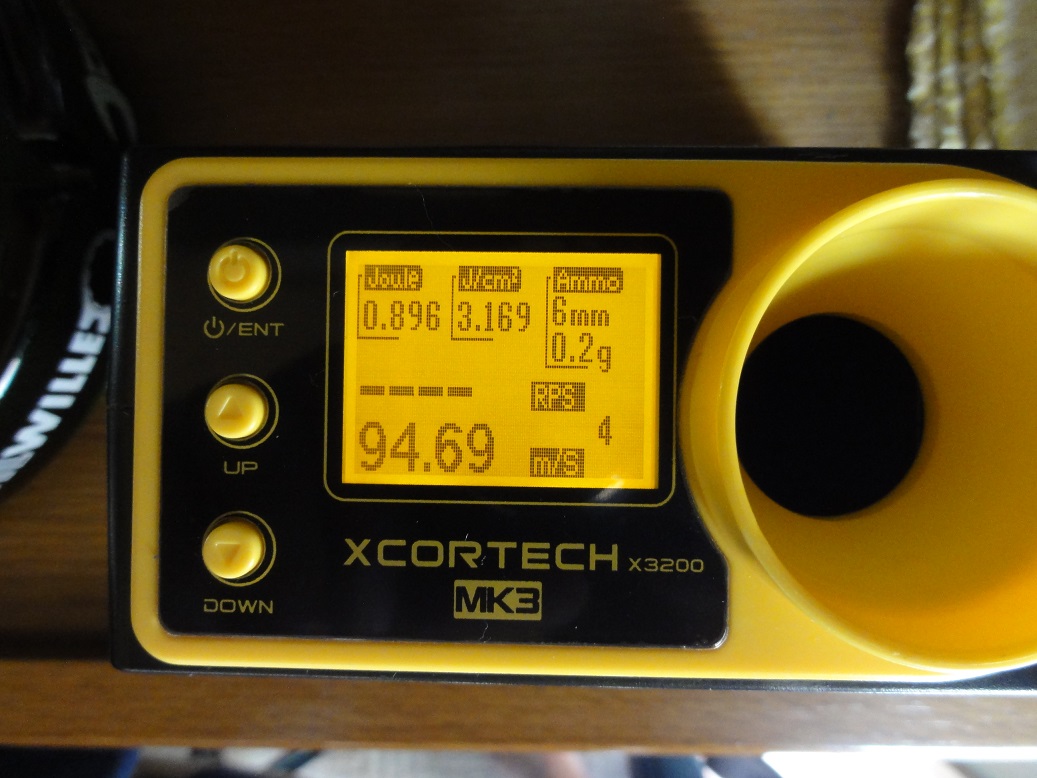 Joule J/cm² Ammo
0.896 3.169 6mm
0.2g
---- RPS
4
94.69 m/S
⏻/ENT
UP
DOWN
XCORTECH X3200
MK3